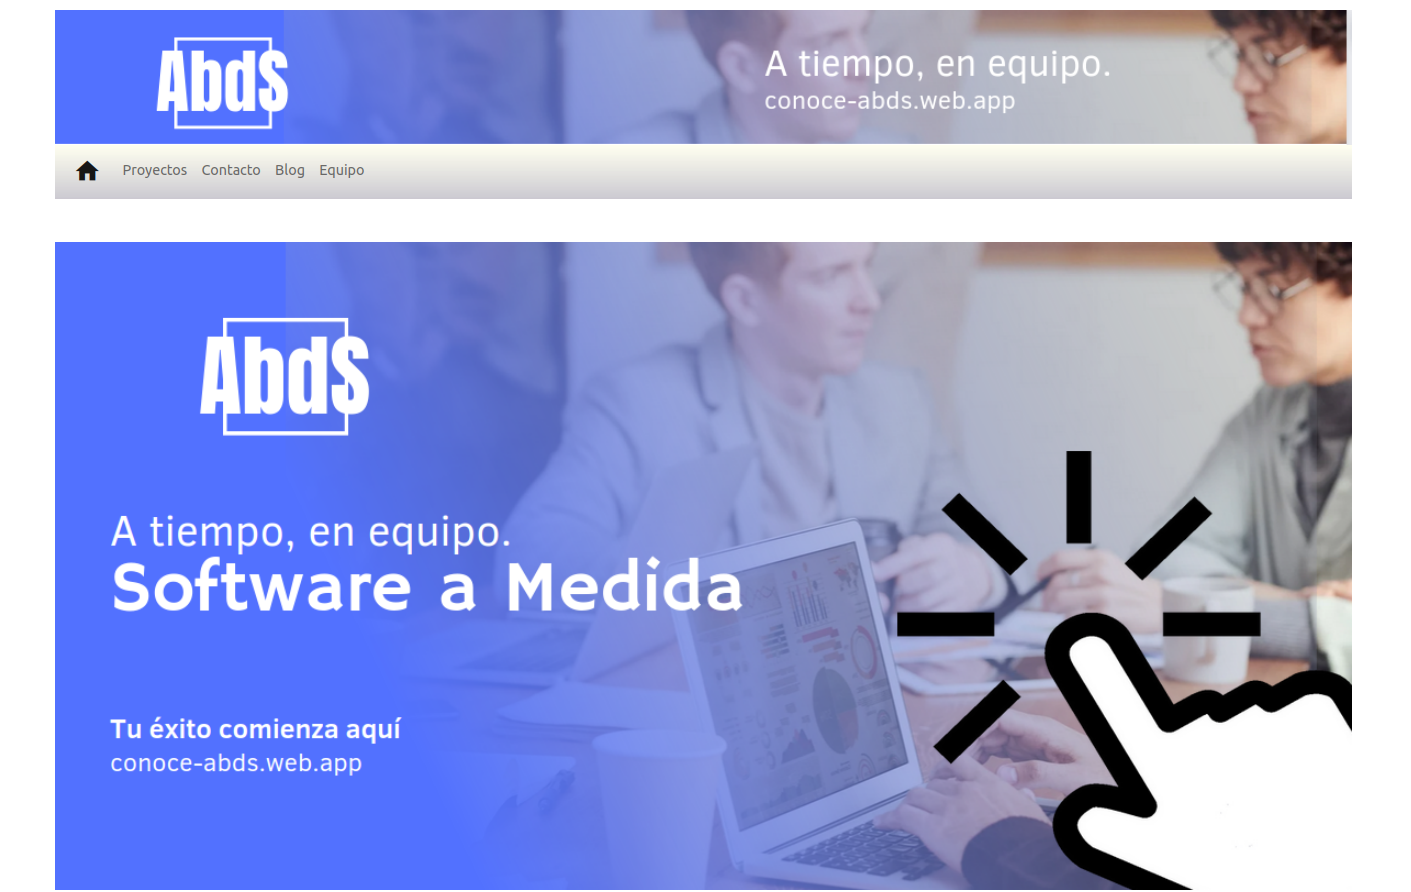 AbdS
A tiempo, en equipo.
conoce-abds.web.app
Proyectos Contacto Blog Equipo
AbdS
A tiempo, en equipo.
Software a Medida
Tu éxito comienza aquí
conoce-abds.web.app